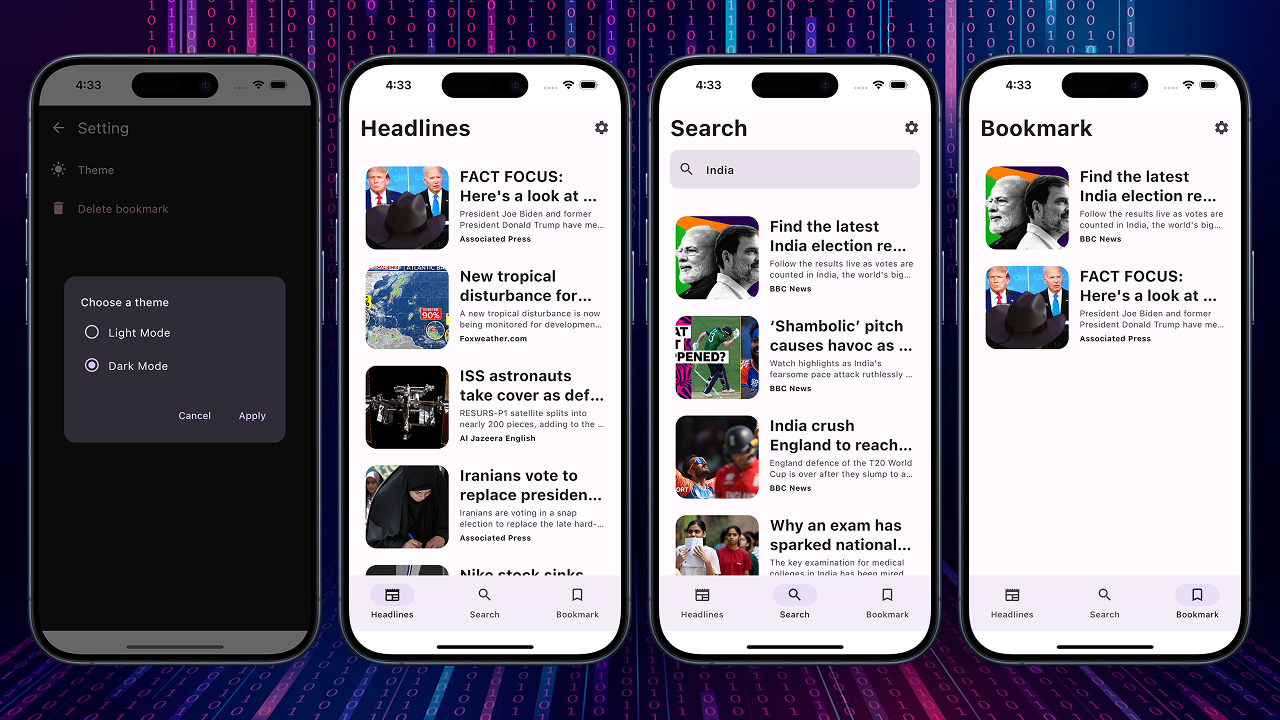 4:33
Setting
Theme
Delete bookmark
Choose a theme
Light Mode
Dark Mode
Cancel
Apply
4:33
Headlines
FACT FOCUS:
Here's a look at ...
President Joe Biden and former
President Donald Trump have me...
Associated Press
New tropical
disturbance for...
A new tropical disturbance is now
being monitored for developmen...
Foxweather.com
90%
ISS astronauts
take cover as def...
RESURS-P1 satellite splits into
nearly 200 pieces, adding to the ...
Al Jazeera English
Iranians vote to
replace presiden...
Iranians are voting in a snap
election to replace the late hard-...
Associated Press
Nike stock sinks
Headlines
Search
Bookmark
4:33
Search
India
Find the latest
India election re...
Follow the results live as votes are
counted in India, the world's big...
BBC News
PPENED?
‘Shambolic’ pitch
causes havoc as ...
Watch highlights as India's
fearsome pace attack ruthlessly ...
BBC News
India crush
England to reach...
England defence of the T20 World
Cup is over after they slump to a...
BBC News
Why an exam has
sparked national...
The key examination for medical
colleges in India has been mired
Headlines
Search
Bookmark
4:33
Bookmark
Find the latest
India election re...
Follow the results live as votes are
counted in India, the world's big...
BBC News
FACT FOCUS:
Here's a look at ...
President Joe Biden and former
President Donald Trump have me...
Associated Press
Headlines
Search
Bookmark